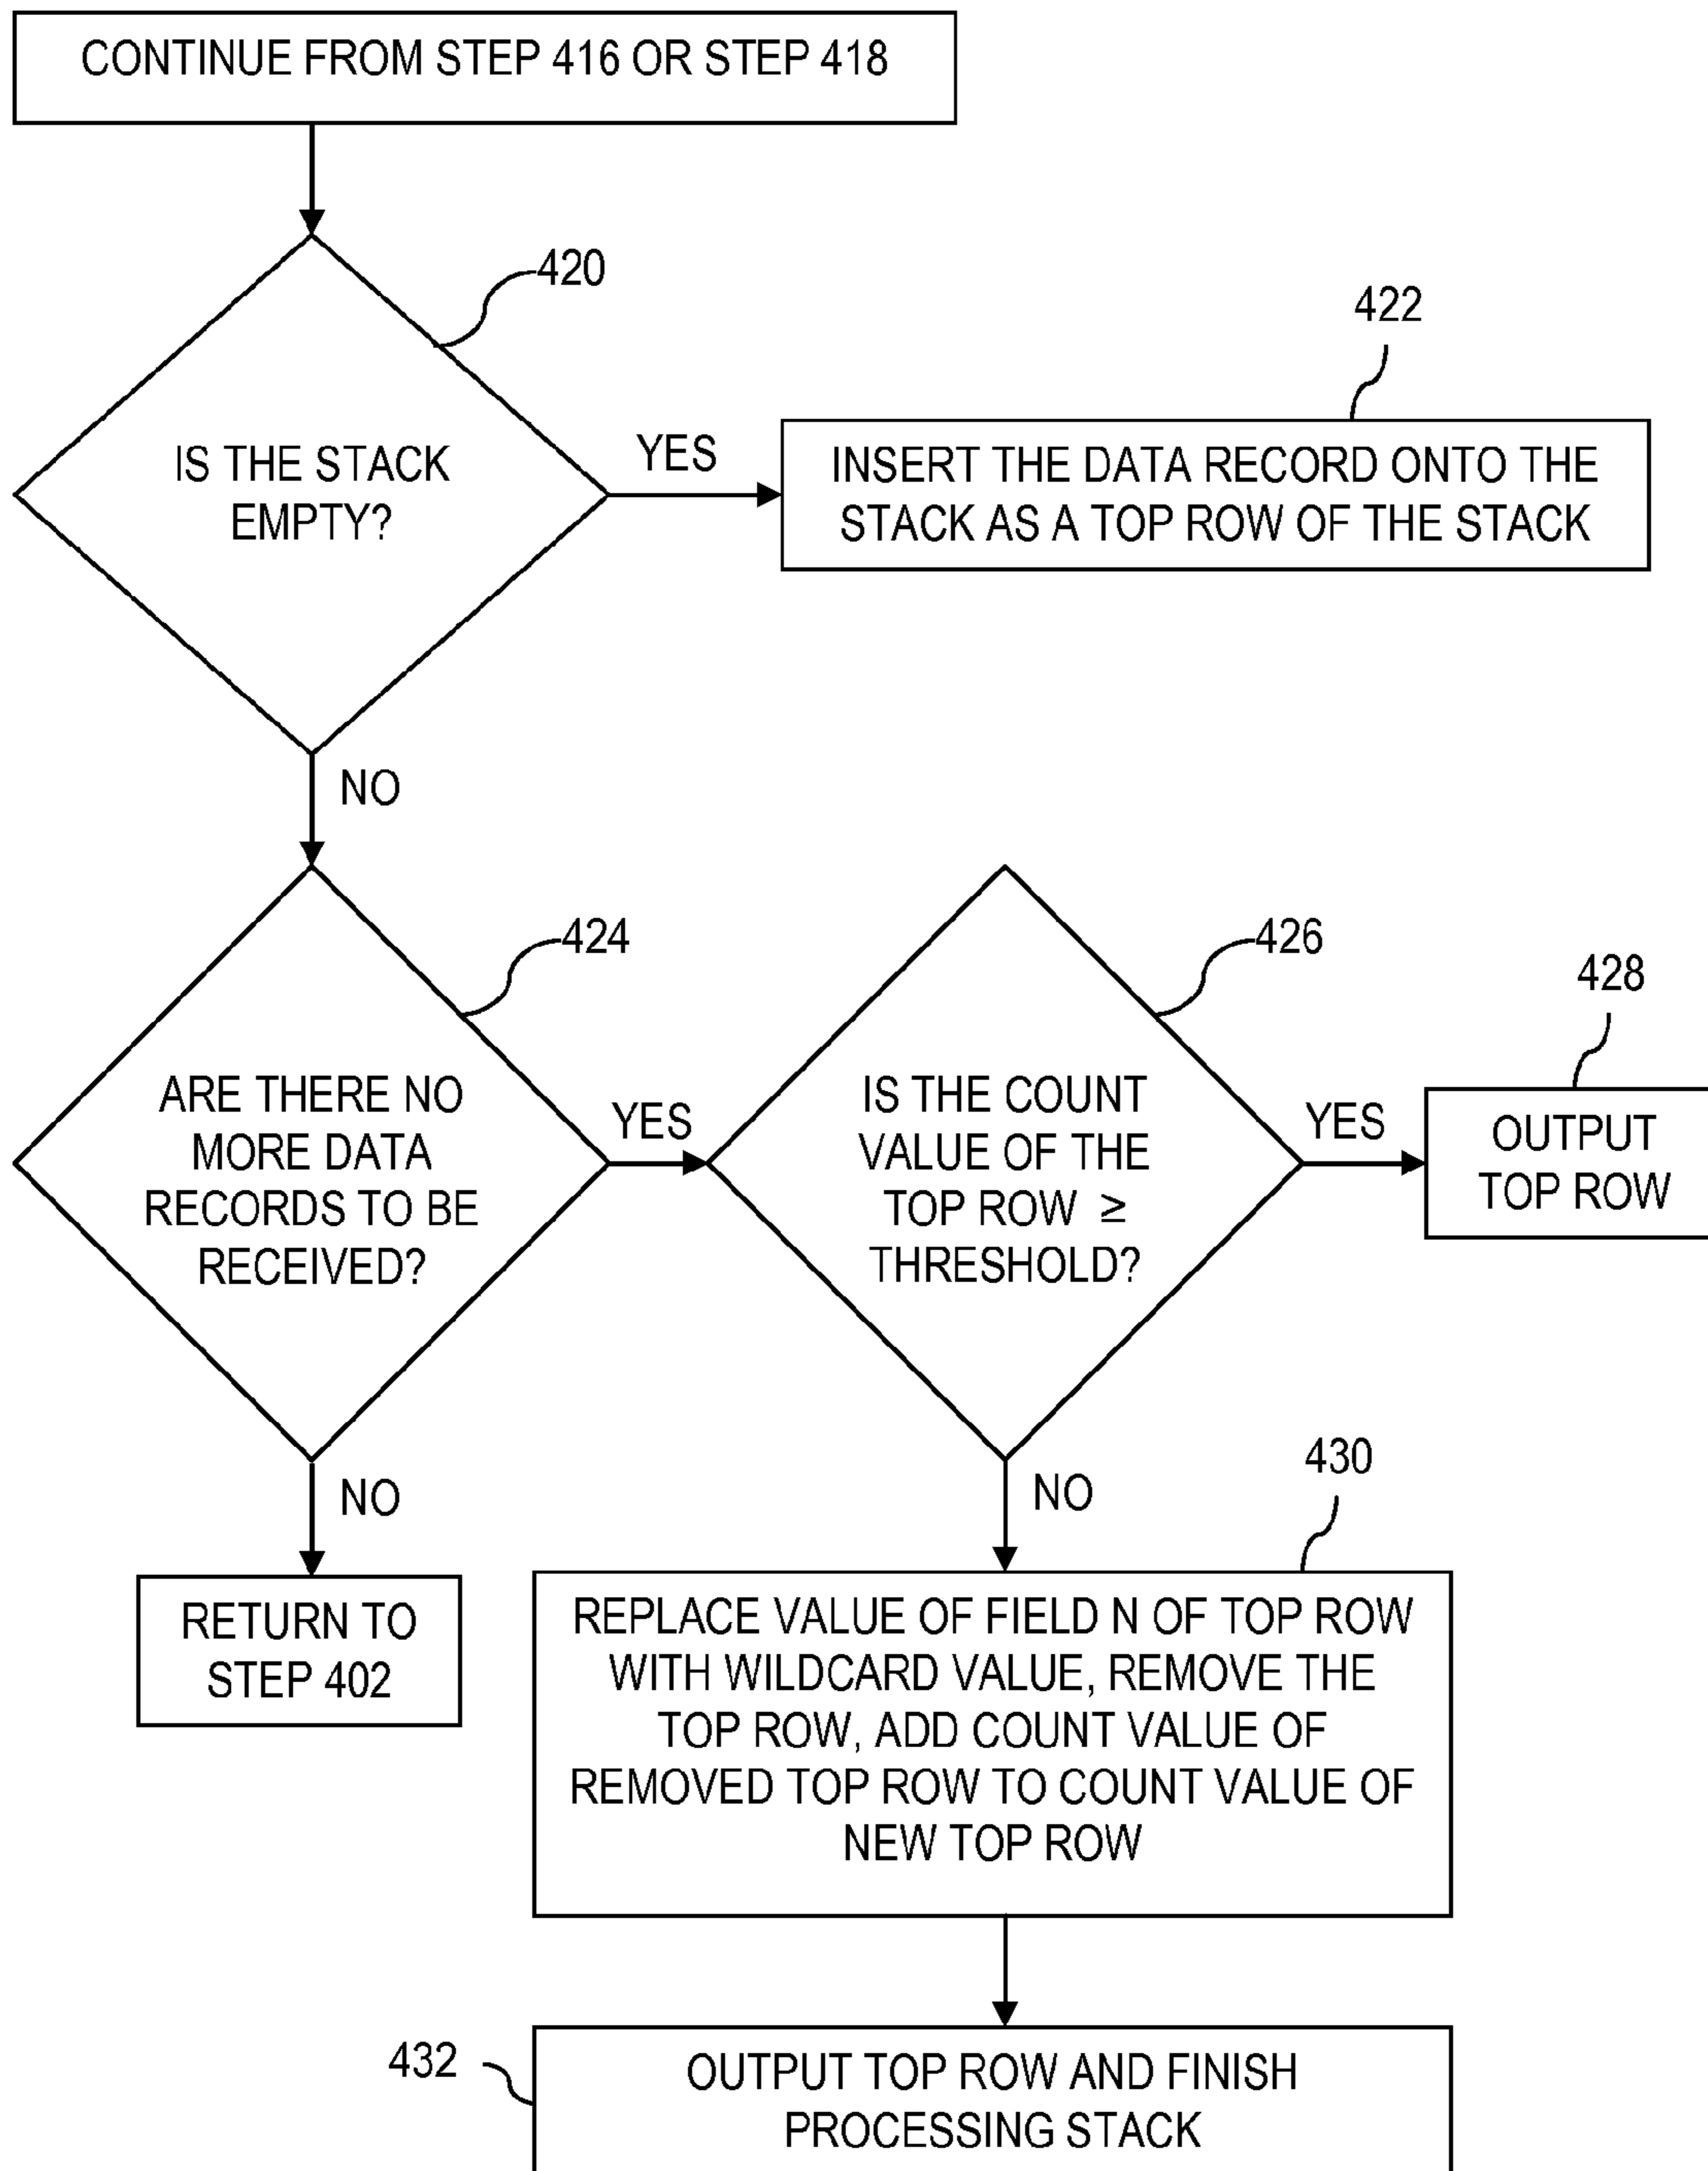 CONTINUE FROM STEP 416 OR STEP 418
420
IS THE STACK
EMPTY?
YES
422
INSERT THE DATA RECORD ONTO THE
STACK AS A TOP ROW OF THE STACK
NO
424
ARE THERE NO
MORE DATA
RECORDS TO BE
RECEIVED?
YES
426
IS THE COUNT
VALUE OF THE
TOP ROW ≥
THRESHOLD?
YES
428
OUTPUT
TOP ROW
NO
RETURN TO
STEP 402
NO
430
REPLACE VALUE OF FIELD N OF TOP ROW
WITH WILDCARD VALUE, REMOVE THE
TOP ROW, ADD COUNT VALUE OF
REMOVED TOP ROW TO COUNT VALUE OF
NEW TOP ROW
432
OUTPUT TOP ROW AND FINISH
PROCESSING STACK